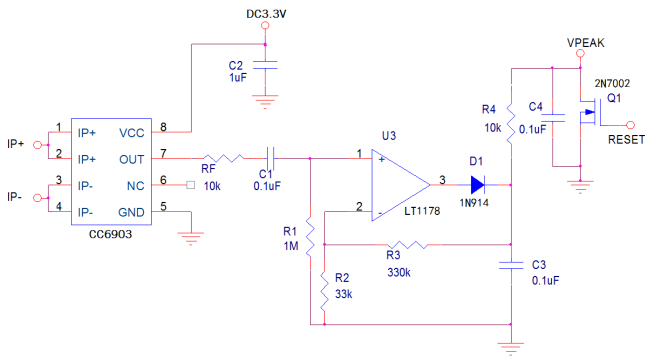 DC3.3V
VPEAK
C2
1uF
2N7002
Q1
R4
10k
C4
0.1uF
RESET
IP+
IP-
1 IP+ VCC 8
2 IP+ OUT 7
3 IP- NC 6
4 IP- GND 5
CC6903
RF
10k
C1
0.1uF
U3
1 +
2 -
3
LT1178
D1
1N914
R1
1M
R2
33k
R3
330k
C3
0.1uF